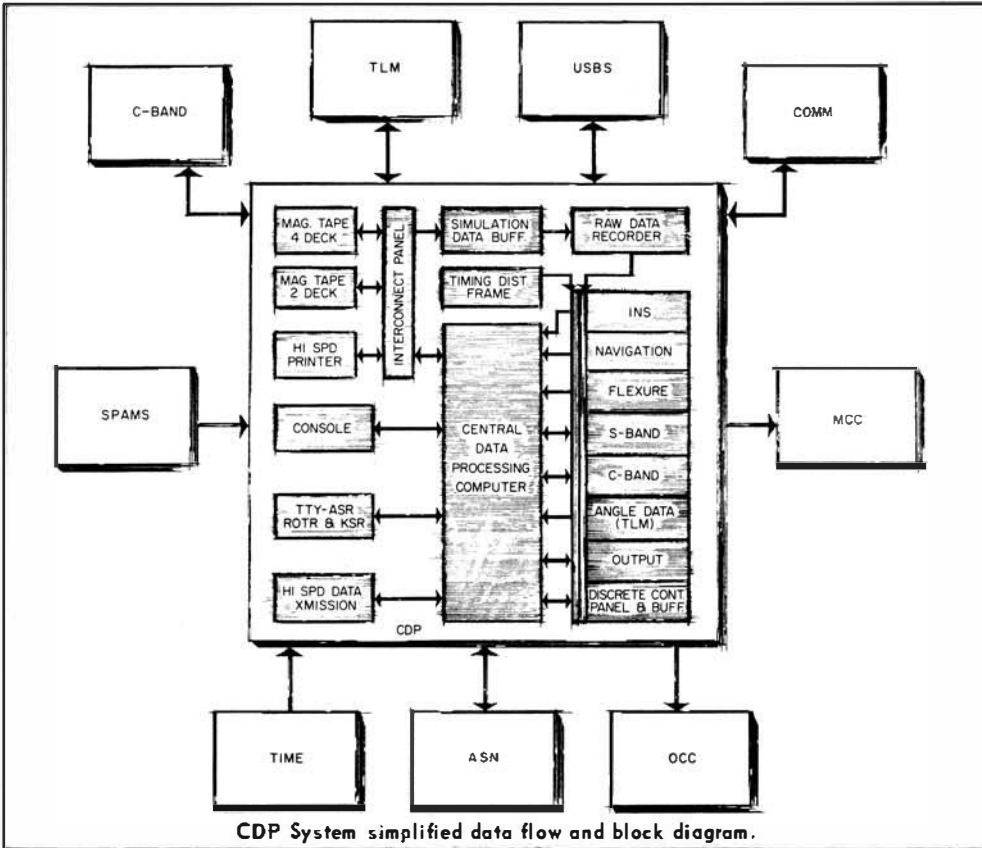 TLM
USBS
C-BAND
COMM
MAG. TAPE
4 DECK
MAG TAPE
2 DECK
HI SPD
PRINTER
INTERCONNECT PANEL
SIMULATION
DATA BUFF.
RAW DATA
RECORDER
TIMING DIST.
FRAME
CONSOLE
TTY-ASR
ROTR & KSR
HI SPD DATA
XMISSION
CENTRAL
DATA
PROCESSING
COMPUTER
INS
NAVIGATION
FLEXURE
S-BAND
C-BAND
ANGLE DATA
(TLM)
OUTPUT
DISCRETE CONT.
PANEL & BUFF.
CDP
SPAMS
MCC
TIME
ASN
OCC
CDP System simplified data flow and block diagram.